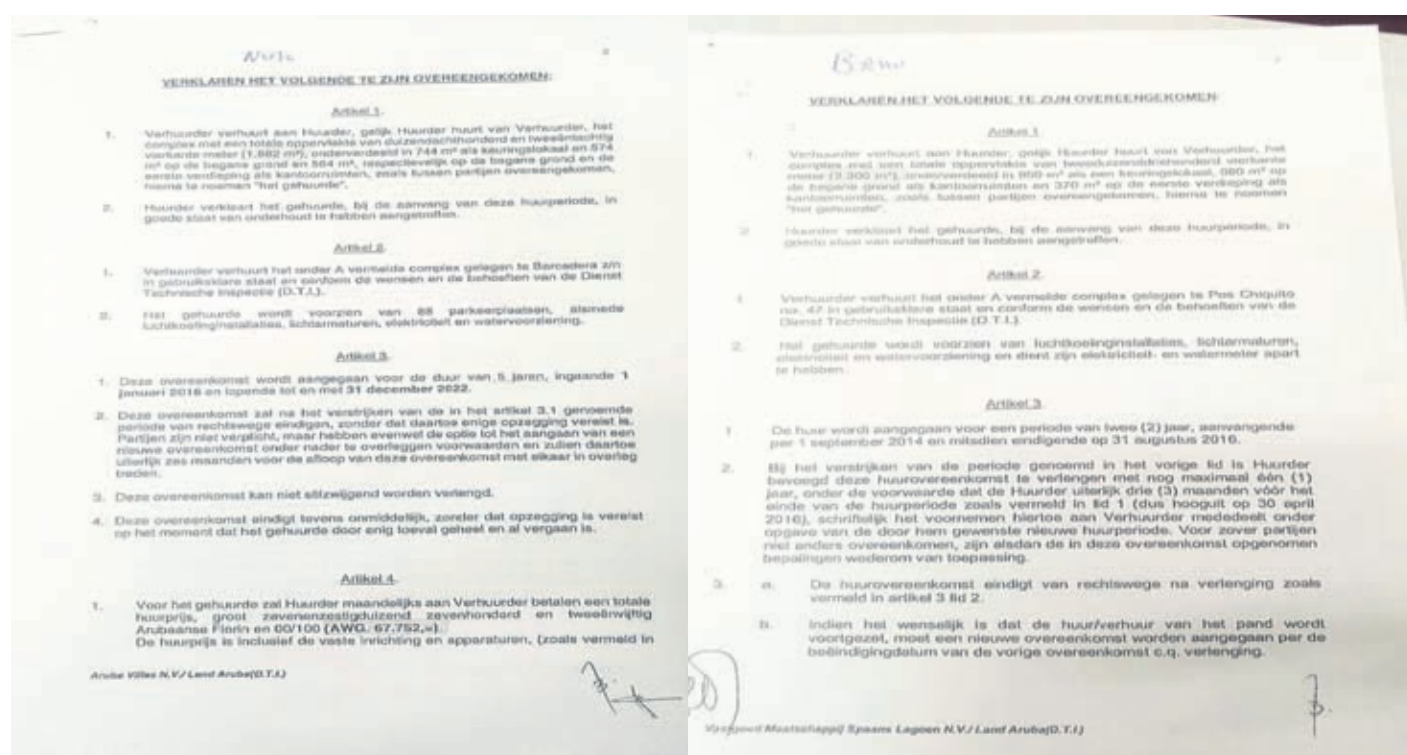 VERKLAREN HET VOLGENDE TE ZIJN OVEREENGEKOMEN:
Artikel 1.
1. Verhuurder verhuurt aan Huurder, gelijk Huurder huurt van Verhuurder, het
complex met een totale oppervlakte van duizendachthonderd en tweeëntachtig
vierkante meter (1.882 m²), onderverdeeld in 744 m² als keuringslokaal en 574
m² op de begane grond en 564 m², respectievelijk op de begane grond en de
eerste verdieping als kantoorruimten, zoals tussen partijen overeengekomen,
hierna te noemen "het gehuurde".
2. Huurder verklaart het gehuurde, bij de aanvang van deze huurperiode, in
goede staat van onderhoud te hebben aangetroffen.
Artikel 2.
1. Verhuurder verhuurt het onder A vermelde complex gelegen te Barcadera z/n
in gebruiksklare staat en conform de wensen en de behoeften van de Dienst
Technische Inspectie (D.T.I.).
2. Het gehuurde wordt voorzien van 88 parkeerplaatsen, alsmede
luchtkoelinginstallaties, lichtarmaturen, elektriciteit en watervoorziening.
Artikel 3.
1. Deze overeenkomst wordt aangegaan voor de duur van 5 jaren, ingaande 1
januari 2018 en lopende tot en met 31 december 2022.
2. Deze overeenkomst zal na het verstrijken van de in het artikel 3.1 genoemde
periode van rechtswege eindigen, zonder dat daartoe enige opzegging vereist is.
Partijen zijn niet verplicht, maar hebben evenwel de optie tot het aangaan van een
nieuwe overeenkomst onder nader te overleggen voorwaarden en zullen daartoe
uiterlijk zes maanden voor de afloop van deze overeenkomst met elkaar in overleg
treden.
3. Deze overeenkomst kan niet stilzwijgend worden verlengd.
4. Deze overeenkomst eindigt tevens onmiddelijk, zonder dat opzegging is vereist
op het moment dat het gehuurde door enig toeval geheel en al vergaan is.
Artikel 4.
1. Voor het gehuurde zal Huurder maandelijks aan Verhuurder betalen een totale
huurprijs, groot zevenenzestigduizend zevenhonderd en tweeënvijftig
Arubaanse Florin en 00/100 (AWG. 67.752,=).
De huurprijs is inclusief de vaste inrichting en apparaturen, (zoals vermeld in
Aruba Villes N.V./ Land Aruba(D.T.I.)
VERKLAREN HET VOLGENDE TE ZIJN OVEREENGEKOMEN:
Artikel 1.
1. Verhuurder verhuurt aan Huurder, gelijk Huurder huurt van Verhuurder, het
complex met een totale oppervlakte van tweeduizenddriehonderd vierkante
meter (2.300 m²), onderverdeeld in 950 m² als een keuringslokaal, 980 m² op
de begane grond als kantoorruimten en 370 m² op de eerste verdieping als
kantoorruimten, zoals tussen partijen overeengekomen, hierna te noemen
"het gehuurde".
2. Huurder verklaart het gehuurde, bij de aanvang van deze huurperiode, in
goede staat van onderhoud te hebben aangetroffen.
Artikel 2.
1. Verhuurder verhuurt het onder A vermelde complex gelegen te Pos Chiquito
no. 47 in gebruiksklare staat en conform de wensen en de behoeften van de
Dienst Technische Inspectie (D.T.I.)
2. Het gehuurde wordt voorzien van luchtkoelinginstallaties, lichtarmaturen,
elektriciteit en watervoorziening en dient zijn elektriciteit- en watermeter apart
te hebben.
Artikel 3.
1. De huur wordt aangegaan voor een periode van twee (2) jaar, aanvangende
per 1 september 2014 en mitsdien eindigende op 31 augustus 2016.
2. Bij het verstrijken van de periode genoemd in het vorige lid is Huurder
bevoegd deze huurovereenkomst te verlengen met nog maximaal één (1)
jaar, onder de voorwaarde dat de Huurder uiterlijk drie (3) maanden vóór het
einde van de huurperiode zoals vermeld in lid 1 (dus hooguit op 30 april
2016), schriftelijk het voornemen hiertoe aan Verhuurder mededeelt onder
opgave van de door hem gewenste nieuwe huurperiode. Voor zover partijen
niet anders overeenkomen, zijn alsdan de in deze overeenkomst opgenomen
bepalingen wederom van toepassing.
3. a. De huurovereenkomst eindigt van rechtswege na verlenging zoals
vermeld in artikel 3 lid 2.
b. Indien het wenselijk is dat de huur/verhuur van het pand wordt
voortgezet, moet een nieuwe overeenkomst worden aangegaan per de
beëindigingdatum van de vorige overeenkomst c.q. verlenging.
Vastgoed Maatschappij Spaans Lagoen N.V./ Land Aruba(D.T.I.)